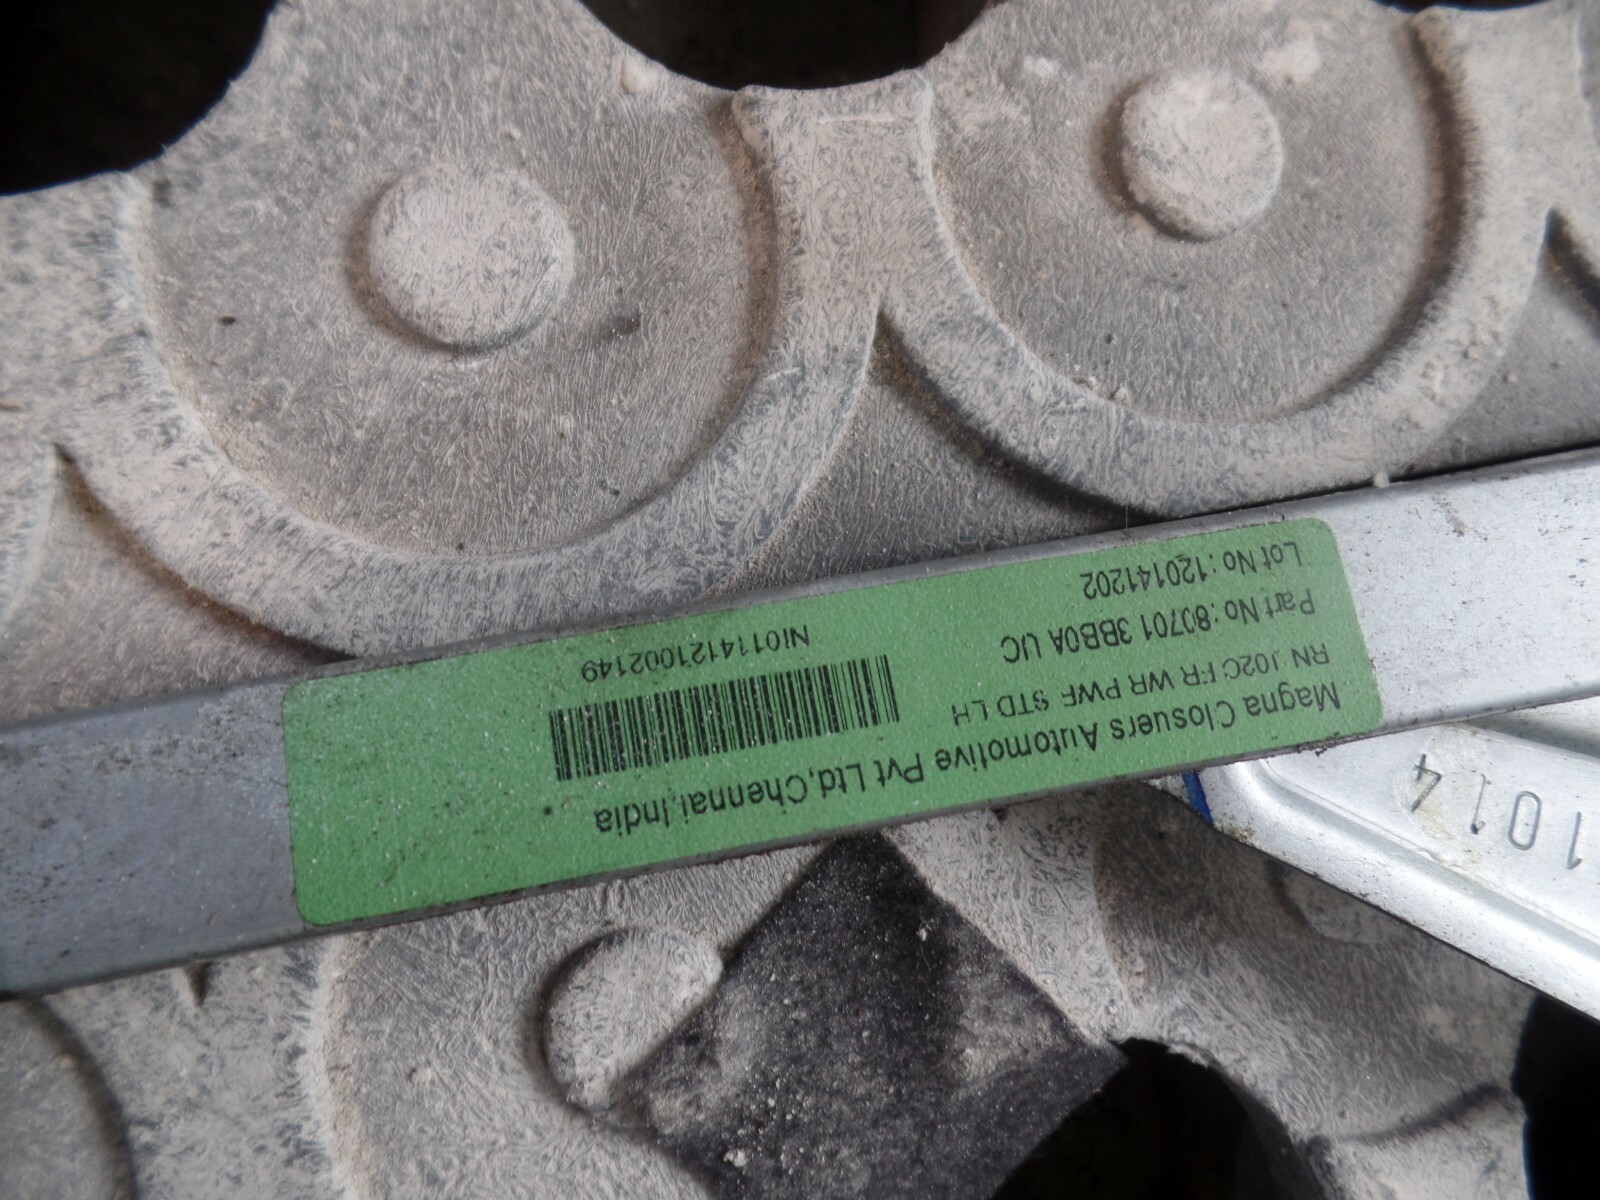 Magna Closuers Automotive Pvt Ltd,Chennai,India
RN J02C FR WR PWF STD LH
Part No:80701 3BB0A UC
Lot No:120141202
NI0114121002149
1014